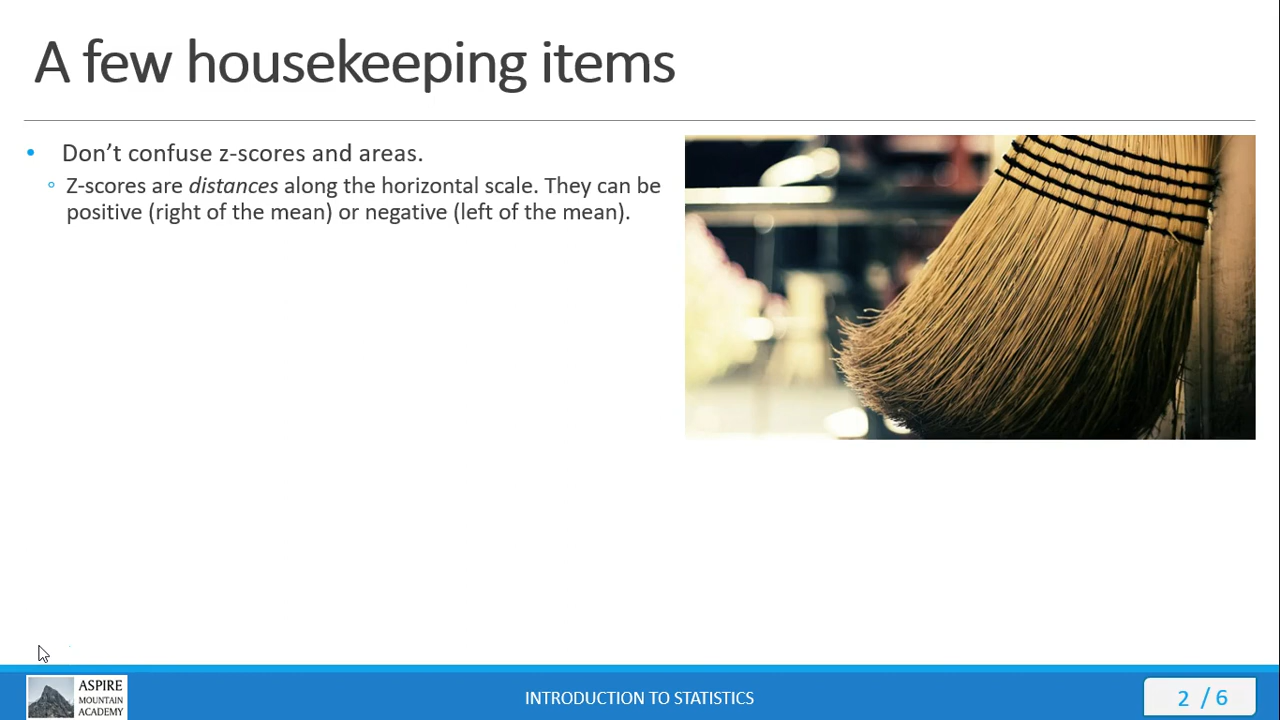 A few housekeeping items
• Don’t confuse z-scores and areas.
◦ Z-scores are distances along the horizontal scale. They can be
positive (right of the mean) or negative (left of the mean).
ASPIRE
MOUNTAIN
ACADEMY
INTRODUCTION TO STATISTICS
2 / 6